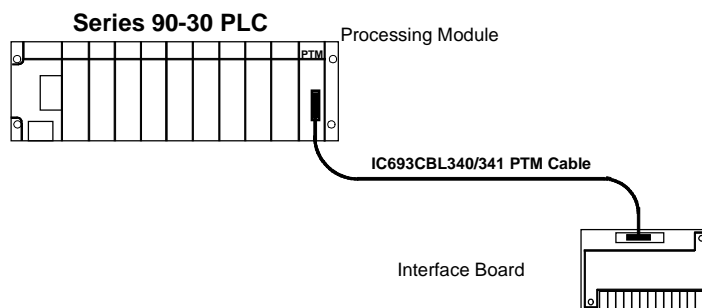 Series 90-30 PLC
Processing Module
PTM
IC693CBL340/341 PTM Cable
Interface Board